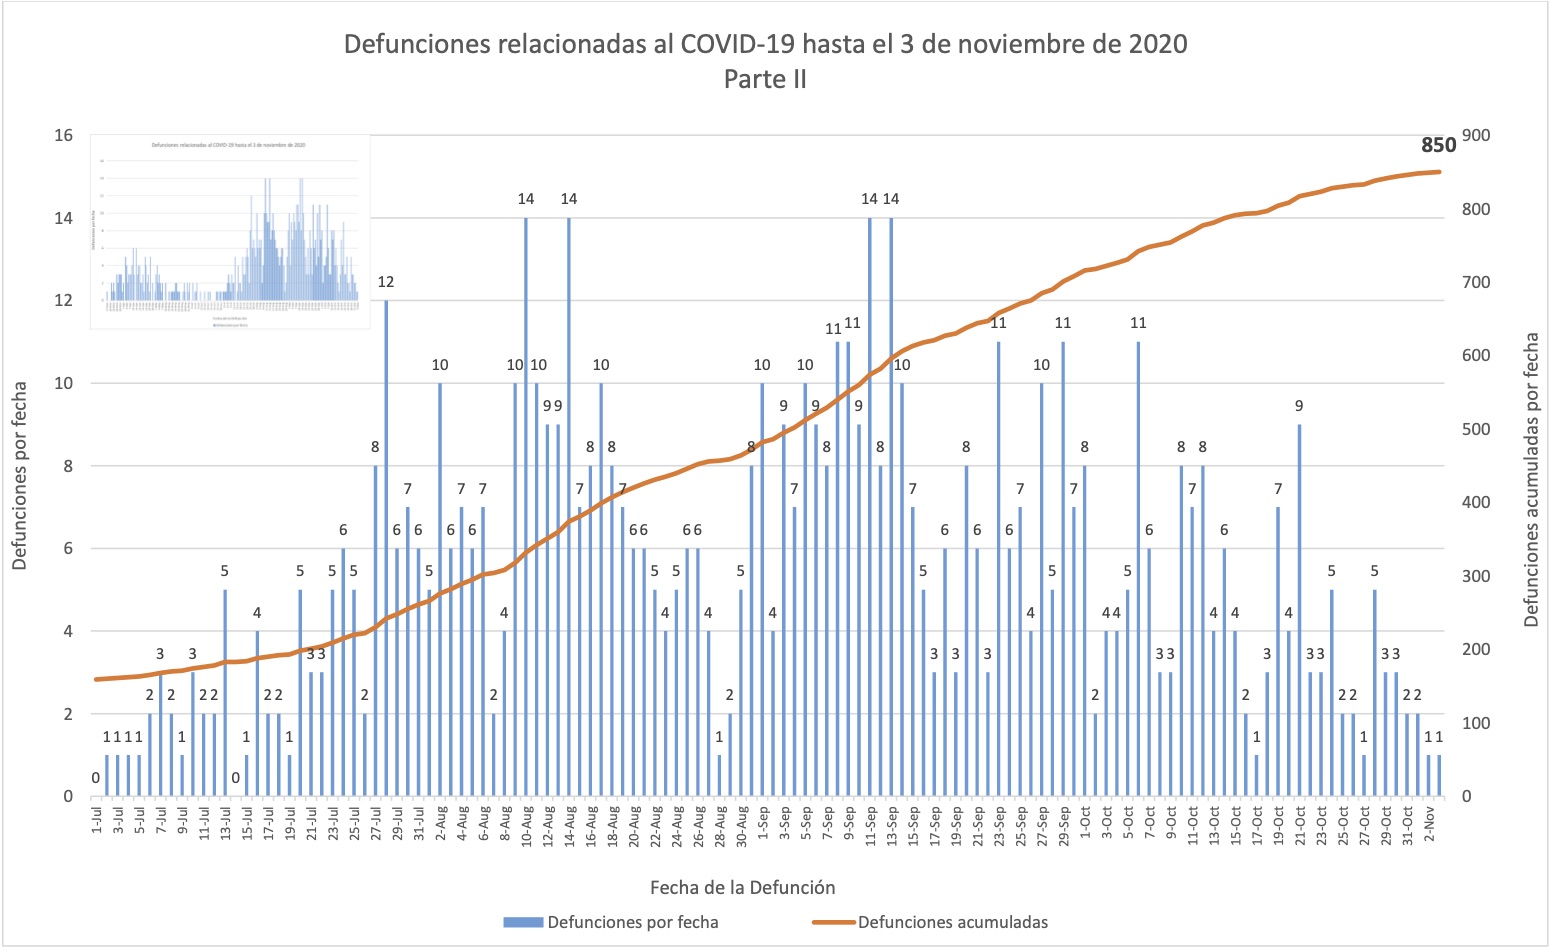 Defunciones relacionadas al COVID-19 hasta el 3 de noviembre de 2020
Parte II
Defunciones relacionadas al COVID-19 hasta el 3 de noviembre de 2020
Defunciones por fecha
16
14
12
10
8
6
4
2
0
900
800
700
600
500
400
300
200
100
0
850
0 1 1 1 1 2 3 2 1 3 2 2 5 0 1 4 2 2 1 5 3 3 5 6 5 2 8 12 6 7 6 5 10 6 7 6 7 2 4 10 14 10 9 9 14 7 8 10 8 7 6 6 5 4 5 6 6 4 1 2 5 8 10 4 9 7 10 9 8 11 11 9 14 8 14 10 7 5 3 6 3 8 6 3 11 6 7 4 10 5 11 7 8 2 4 4 5 11 6 3 3 8 7 8 4 6 4 2 1 3 7 4 9 3 3 5 2 2 1 5 3 3 2 2 1 1
1-Jul 3-Jul 5-Jul 7-Jul 9-Jul 11-Jul 13-Jul 15-Jul 17-Jul 19-Jul 21-Jul 23-Jul 25-Jul 27-Jul 29-Jul 31-Jul 2-Aug 4-Aug 6-Aug 8-Aug 10-Aug 12-Aug 14-Aug 16-Aug 18-Aug 20-Aug 22-Aug 24-Aug 26-Aug 28-Aug 30-Aug 1-Sep 3-Sep 5-Sep 7-Sep 9-Sep 11-Sep 13-Sep 15-Sep 17-Sep 19-Sep 21-Sep 23-Sep 25-Sep 27-Sep 29-Sep 1-Oct 3-Oct 5-Oct 7-Oct 9-Oct 11-Oct 13-Oct 15-Oct 17-Oct 19-Oct 21-Oct 23-Oct 25-Oct 27-Oct 29-Oct 31-Oct 2-Nov
Defunciones acumuladas por fecha
Fecha de la Defunción
Defunciones por fecha
Defunciones acumuladas